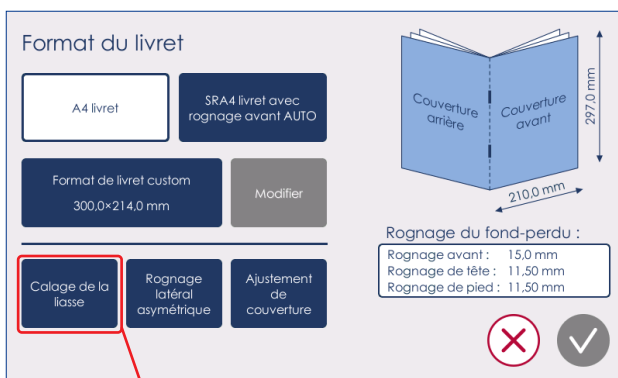 Format du livret
A4 livret
SRA4 livret avec
rognage avant AUTO
Format de livret custom
300,0×214,0 mm
Modifier
Calage de la
liasse
Rognage
latéral
asymétrique
Ajustement
de
couverture
Couverture
arrière
Couverture
avant
297,0 mm
210,0 mm
Rognage du fond-perdu :
Rognage avant : 15,0 mm
Rognage de tête : 11,50 mm
Rognage de pied : 11,50 mm